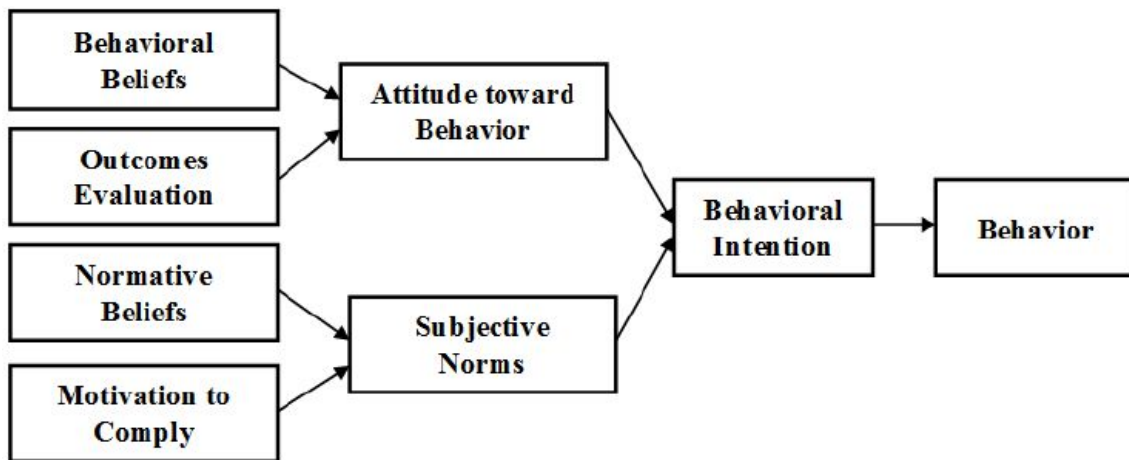 Behavioral
Beliefs
Outcomes
Evaluation
Normative
Beliefs
Motivation to
Comply
Attitude toward
Behavior
Subjective
Norms
Behavioral
Intention
Behavior